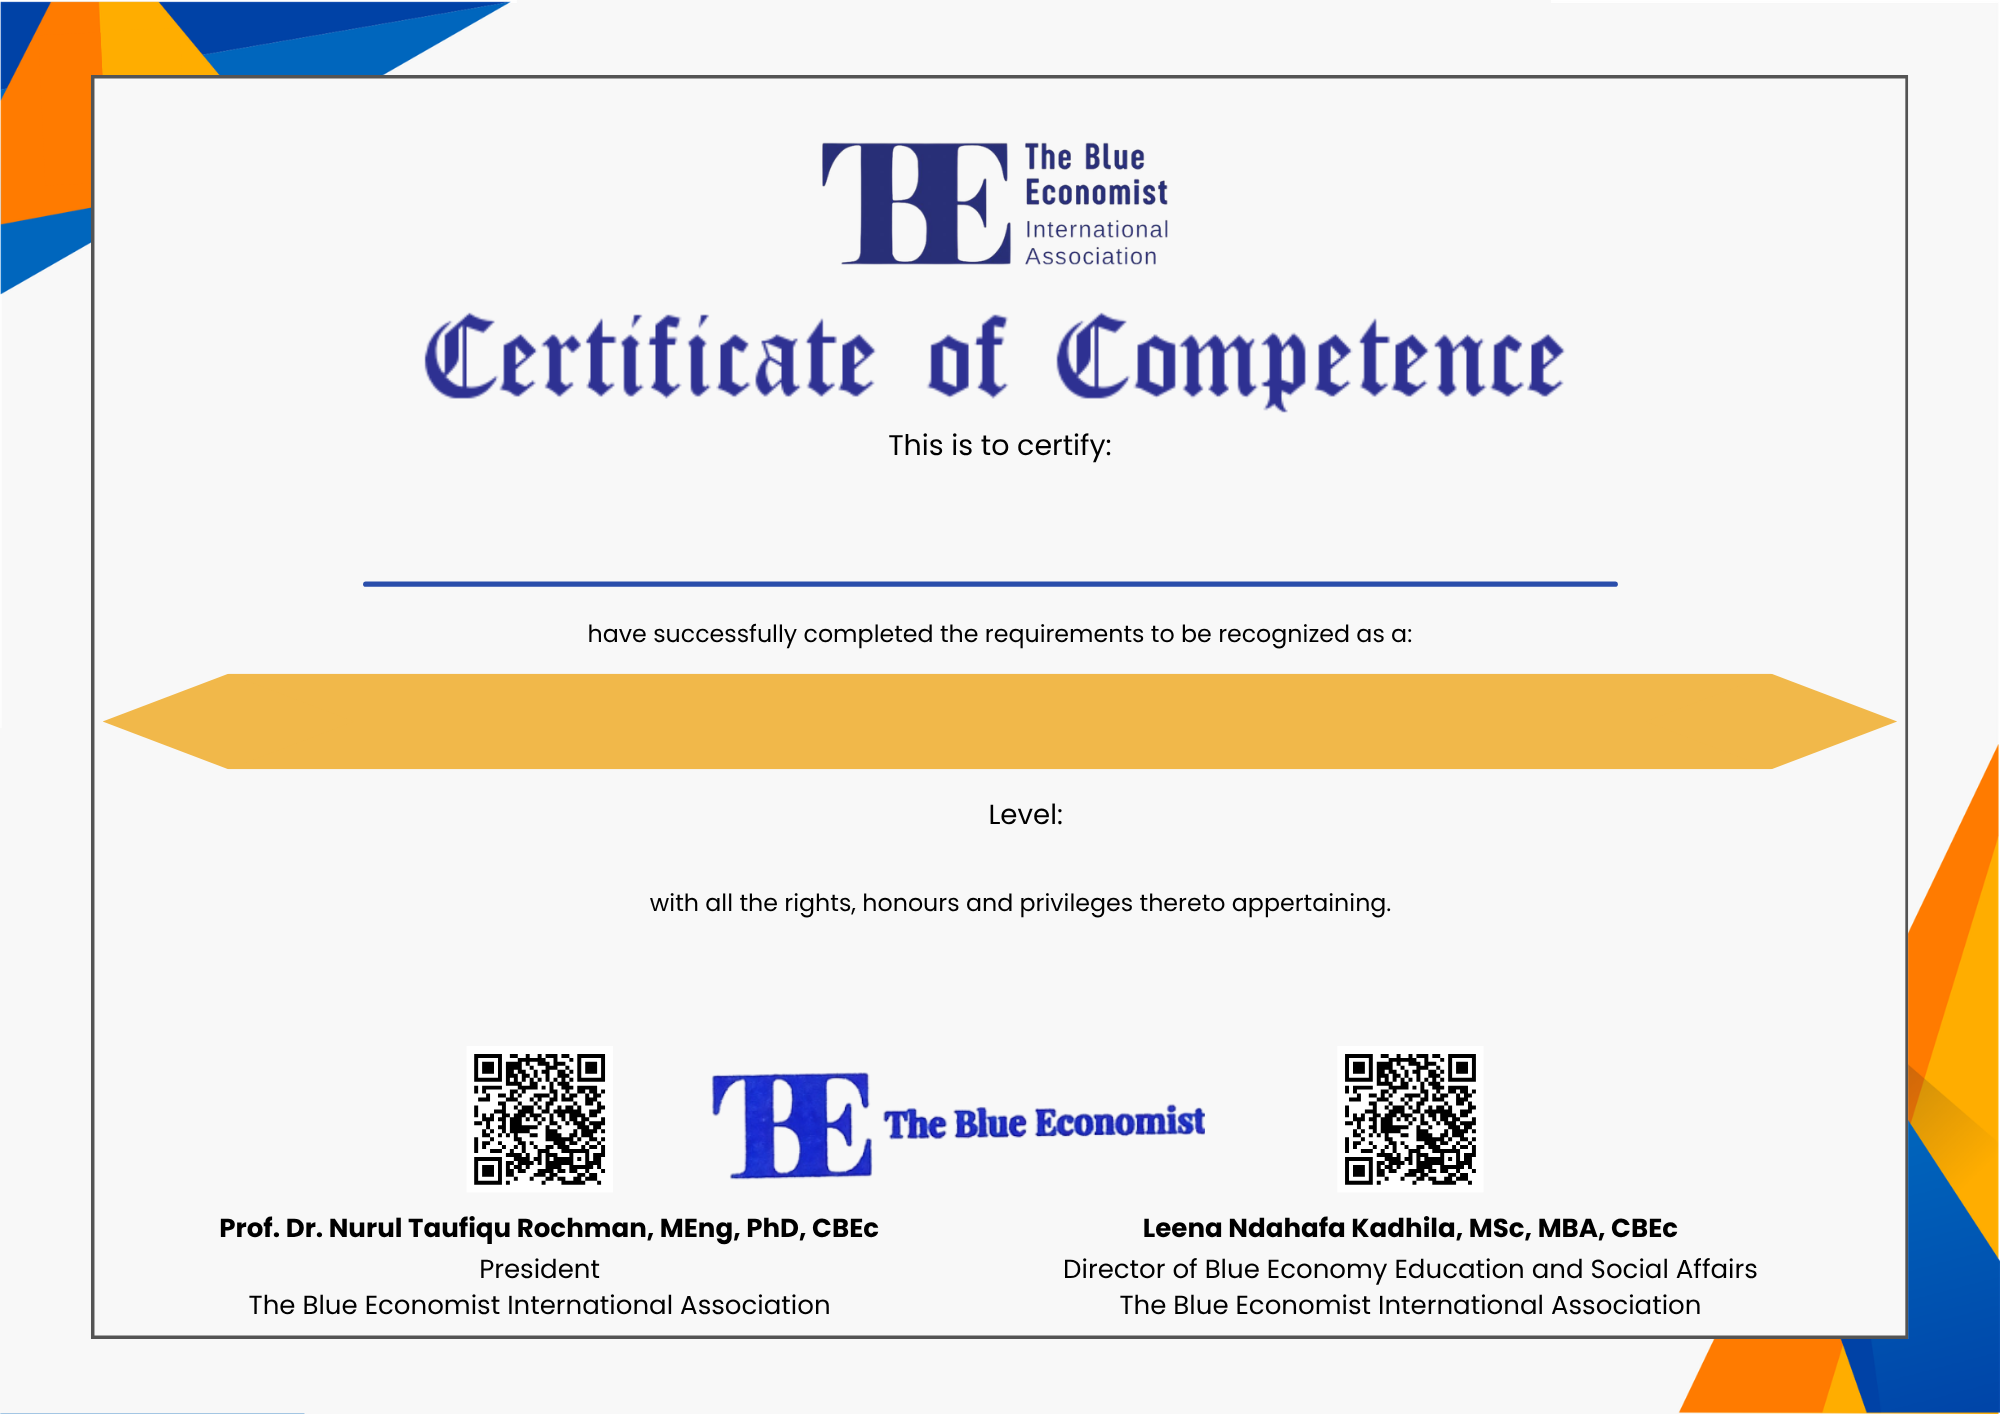 TBE
The Blue
Economist
International
Association
Certificate of Competence
This is to certify:
have successfully completed the requirements to be recognized as a:
Level:
with all the rights, honours and privileges thereto appertaining.
TBE The Blue Economist
Prof. Dr. Nurul Taufiqu Rochman, MEng, PhD, CBEc
President
The Blue Economist International Association
Leena Ndahafa Kadhila, MSc, MBA, CBEc
Director of Blue Economy Education and Social Affairs
The Blue Economist International Association